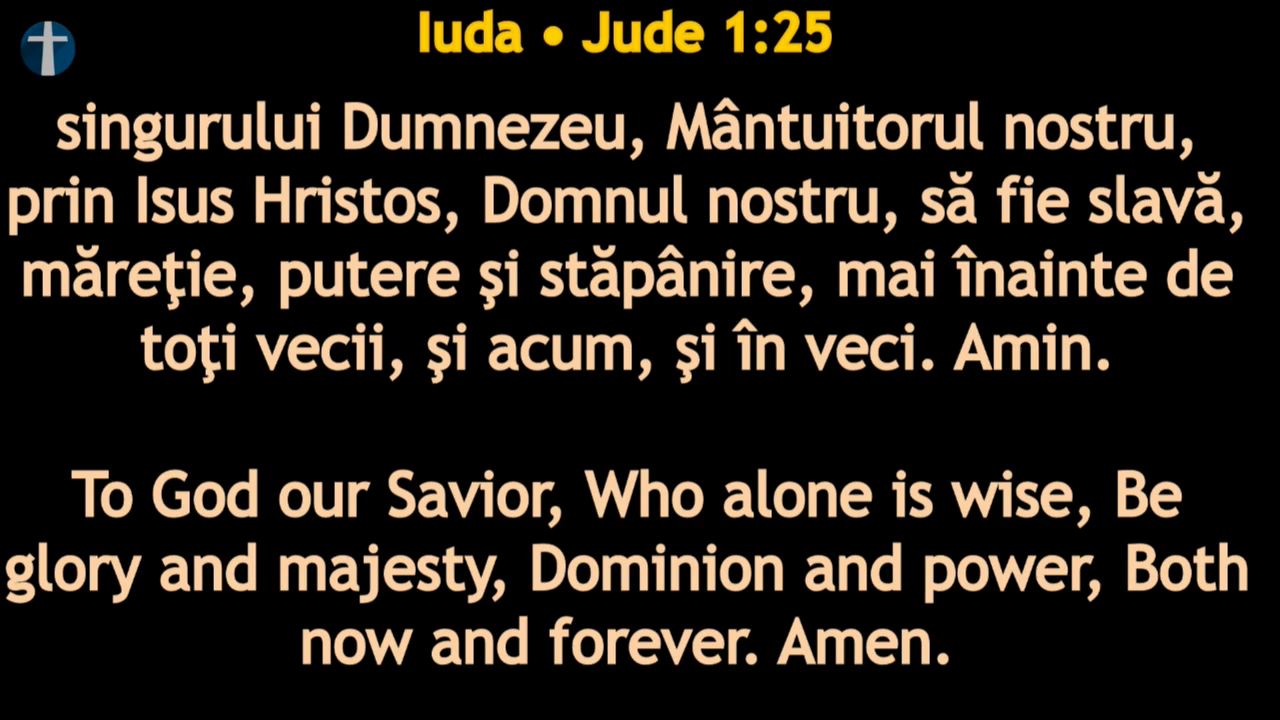 Iuda • Jude 1:25
singurului Dumnezeu, Mântuitorul nostru,
prin Isus Hristos, Domnul nostru, să fie slavă,
măreţie, putere şi stăpânire, mai înainte de
toţi vecii, şi acum, şi în veci. Amin.
To God our Savior, Who alone is wise, Be
glory and majesty, Dominion and power, Both
now and forever. Amen.